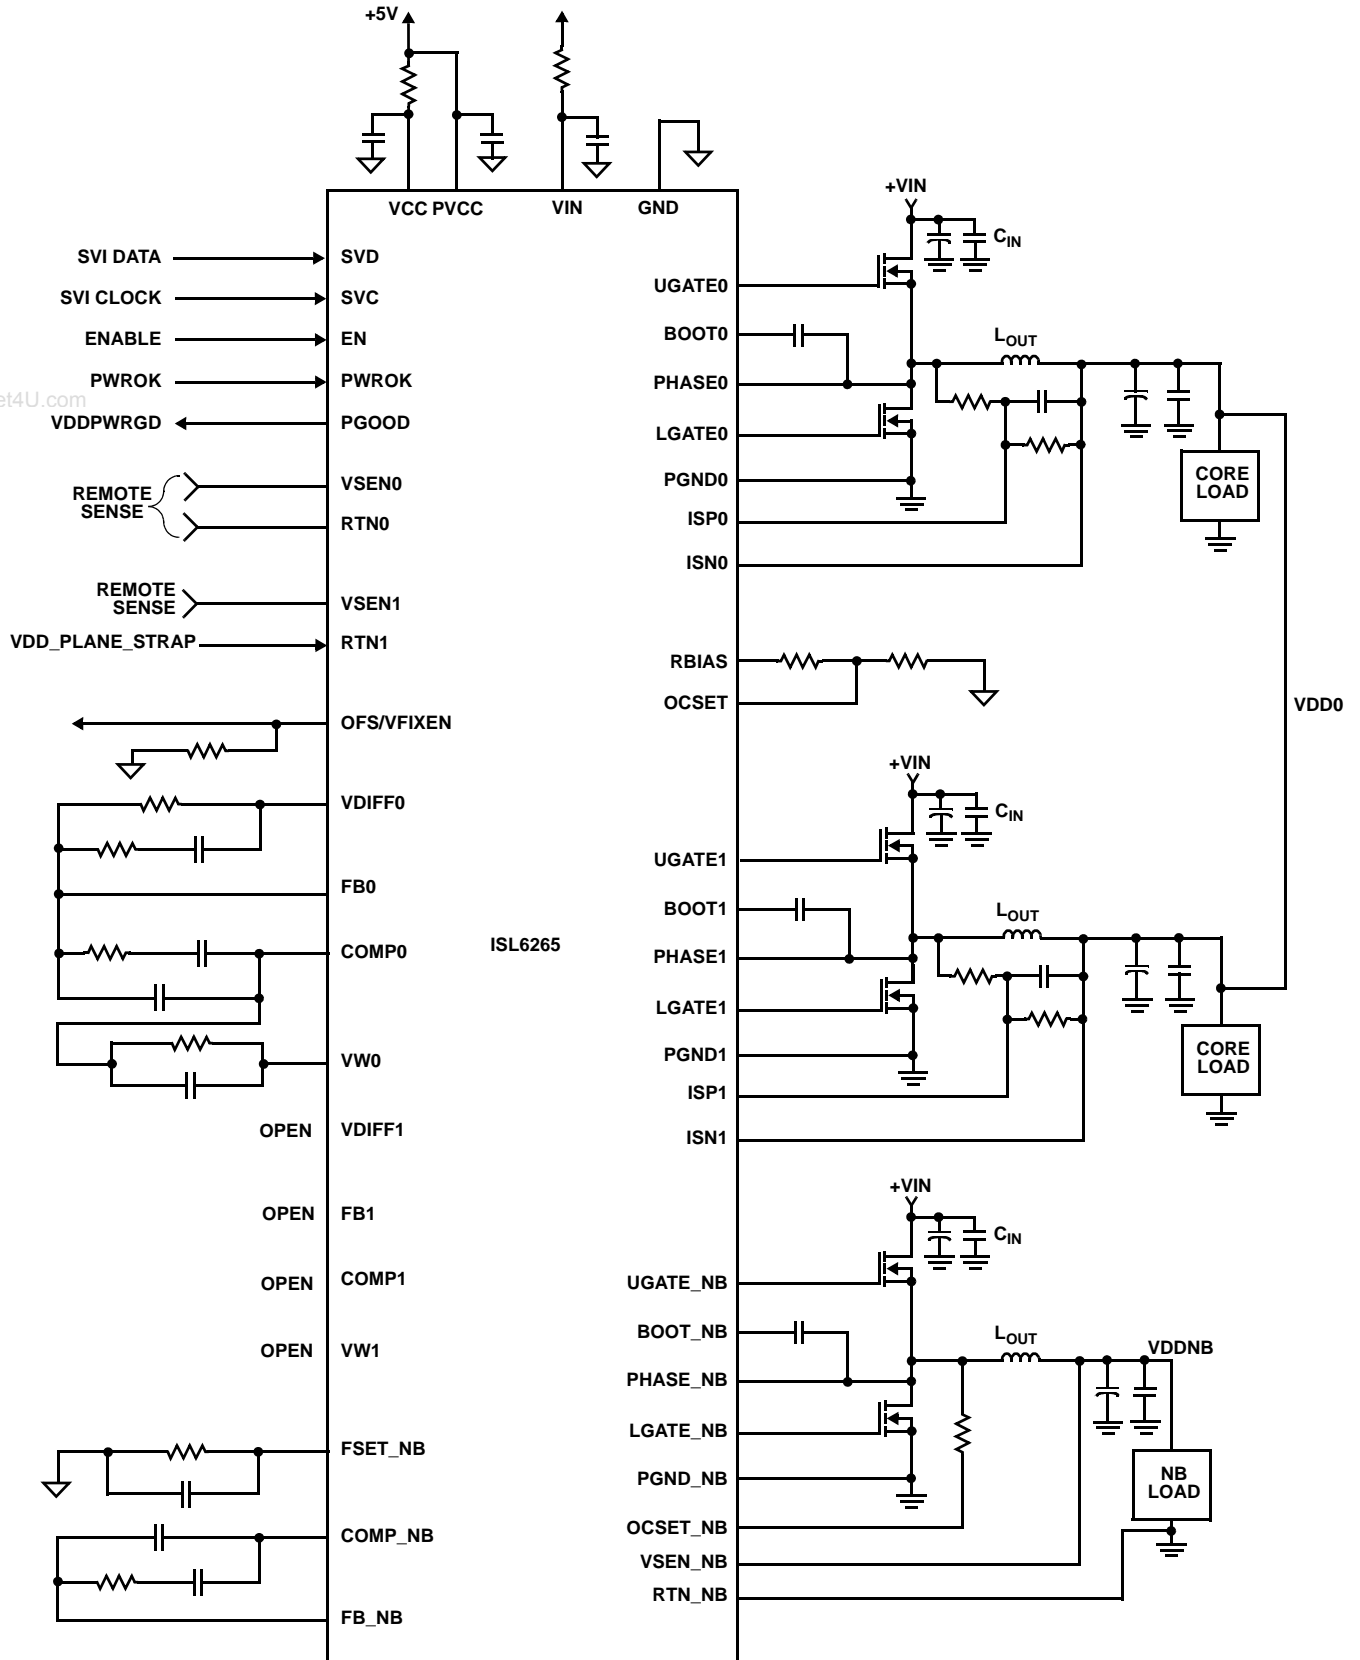 +5V
VCC PVCC
VIN
GND
SVI DATA
SVD
SVI CLOCK
SVC
ENABLE
EN
PWROK
PWROK
et4U.com
VDDPWRGD
PGOOD
REMOTE
SENSE
VSEN0
RTN0
REMOTE
SENSE
VSEN1
VDD_PLANE_STRAP
RTN1
OFS/VFIXEN
VDIFF0
FB0
COMP0
VW0
OPEN
VDIFF1
OPEN
FB1
OPEN
COMP1
OPEN
VW1
FSET_NB
COMP_NB
FB_NB
ISL6265
+VIN
CIN
UGATE0
BOOT0
LOUT
PHASE0
LGATE0
PGND0
CORE
LOAD
ISP0
ISN0
RBIAS
OCSET
VDD0
+VIN
CIN
UGATE1
BOOT1
LOUT
PHASE1
LGATE1
PGND1
CORE
LOAD
ISP1
ISN1
+VIN
CIN
UGATE_NB
BOOT_NB
LOUT
VDDNB
PHASE_NB
LGATE_NB
PGND_NB
NB
LOAD
OCSET_NB
VSEN_NB
RTN_NB